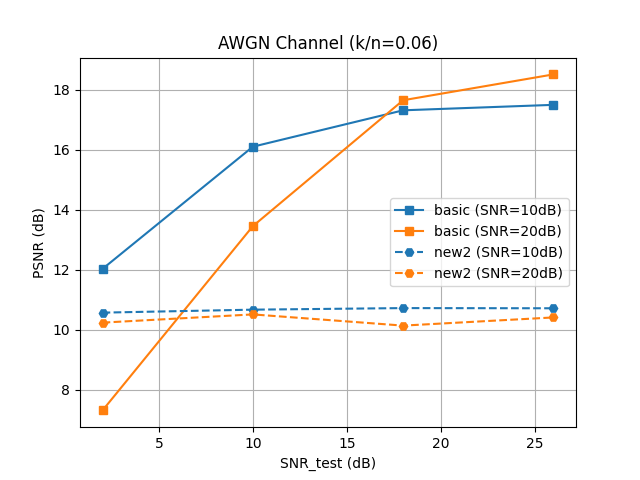 AWGN Channel (k/n=0.06)
PSNR (dB)
18
16
14
12
10
8
basic (SNR=10dB)
basic (SNR=20dB)
new2 (SNR=10dB)
new2 (SNR=20dB)
5
10
15
20
25
SNR_test (dB)